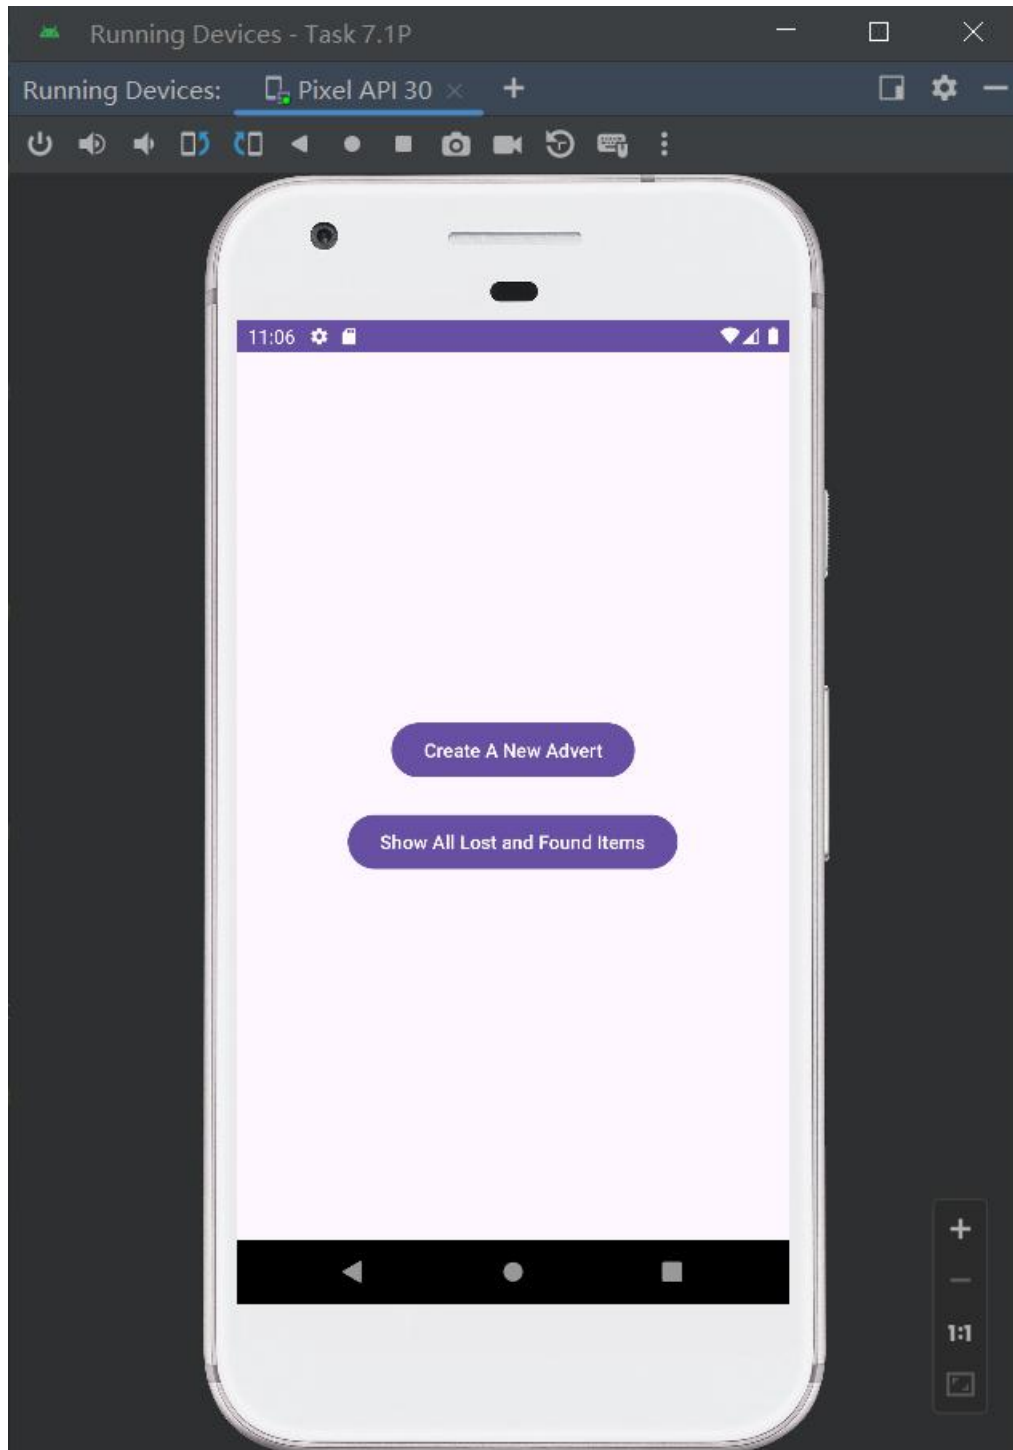 Running Devices - Task 7.1P
Running Devices: Pixel API 30
11:06
Create A New Advert
Show All Lost and Found Items
1:1